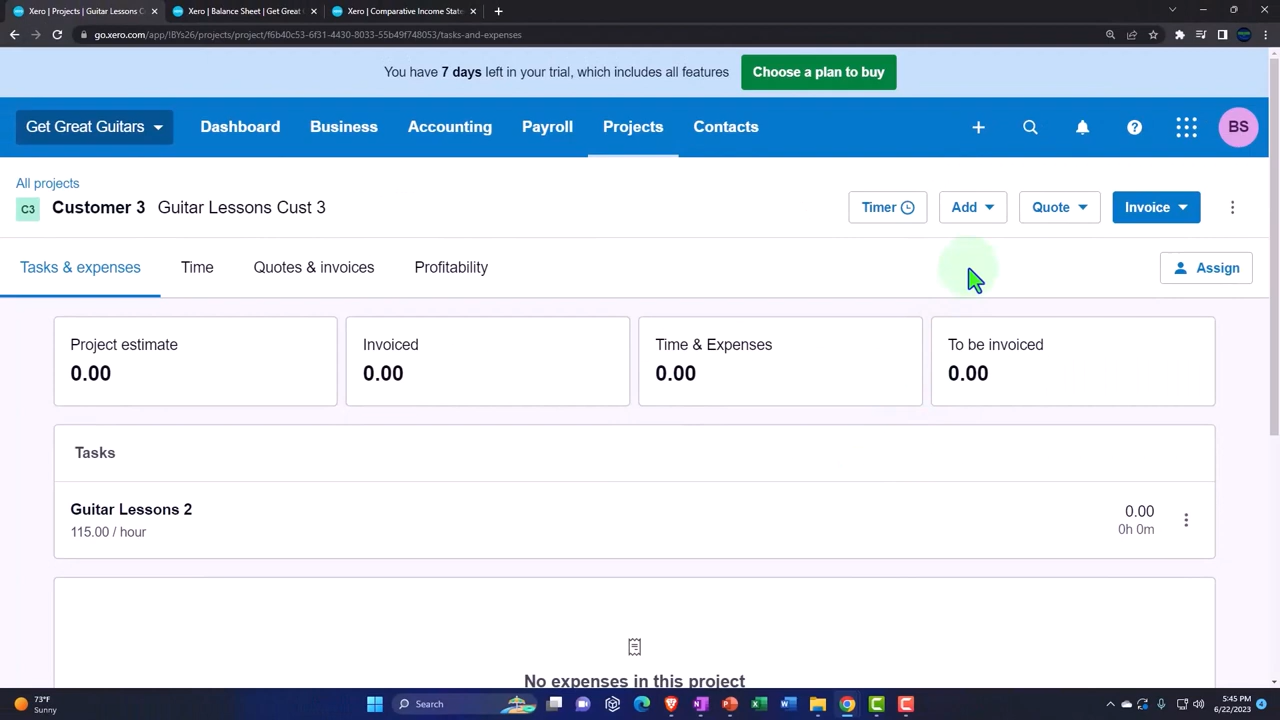 Xero | Projects | Guitar Lessons C
Xero | Balance Sheet | Get Great
Xero | Comparative Income State
go.xero.com/app/!BYs26/projects/project/f6b40c53-6f31-4430-8033-55b49f748053/tasks-and-expenses
You have 7 days left in your trial, which includes all features
Choose a plan to buy
Get Great Guitars
Dashboard
Business
Accounting
Payroll
Projects
Contacts
BS
All projects
C3
Customer 3
Guitar Lessons Cust 3
Timer
Add
Quote
Invoice
Tasks & expenses
Time
Quotes & invoices
Profitability
Assign
Project estimate
0.00
Invoiced
0.00
Time & Expenses
0.00
To be invoiced
0.00
Tasks
Guitar Lessons 2
115.00 / hour
0.00
0h 0m
No expenses in this project
73°F
Sunny
Search
5:45 PM
6/22/2023